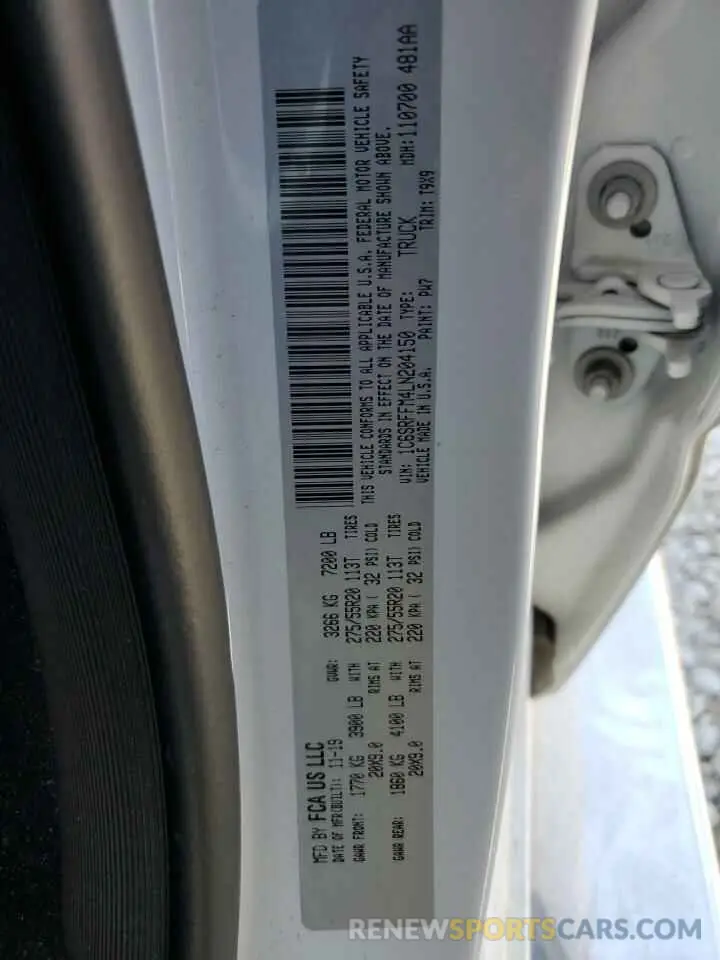 MFD BY FCA US LLC
DATE OF MFR(BUILT): 11-19 GVWR: 3266 KG 7200 LB
GAWR FRONT: 1770 KG 3900 LB WITH 275/55R20 113T TIRES
20X9.0 RIMS AT 220 KPA ( 32 PSI) COLD
GAWR REAR: 1860 KG 4100 LB WITH 275/55R20 113T TIRES
20X9.0 RIMS AT 220 KPA ( 32 PSI) COLD
THIS VEHICLE CONFORMS TO ALL APPLICABLE U.S.A. FEDERAL MOTOR VEHICLE SAFETY
STANDARDS IN EFFECT ON THE DATE OF MANUFACTURE SHOWN ABOVE.
VIN: 1C6SRFFM4LN204150 TYPE: TRUCK MDH: 110700 481AA
VEHICLE MADE IN U.S.A. PAINT: PW7 TRIM: T9X9
RENEWSPORTSCARS.COM